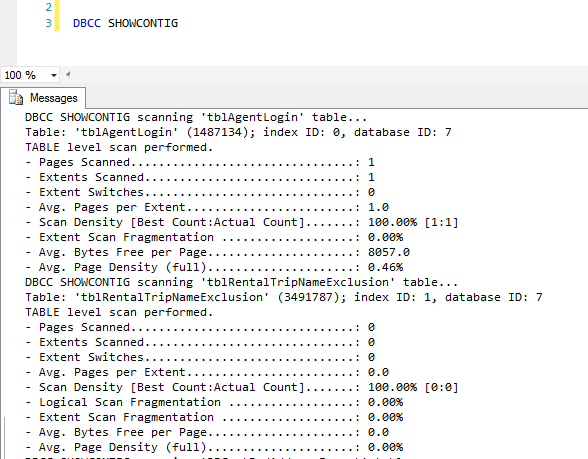 2
3 DBCC SHOWCONTIG
100 %
Messages
DBCC SHOWCONTIG scanning 'tblAgentLogin' table...
Table: 'tblAgentLogin' (1487134); index ID: 0, database ID: 7
TABLE level scan performed.
- Pages Scanned................................: 1
- Extents Scanned..............................: 1
- Extent Switches..............................: 0
- Avg. Pages per Extent........................: 1.0
- Scan Density [Best Count:Actual Count].......: 100.00% [1:1]
- Extent Scan Fragmentation ...................: 0.00%
- Avg. Bytes Free per Page.....................: 8057.0
- Avg. Page Density (full).....................: 0.46%
DBCC SHOWCONTIG scanning 'tblRentalTripNameExclusion' table...
Table: 'tblRentalTripNameExclusion' (3491787); index ID: 1, database ID: 7
TABLE level scan performed.
- Pages Scanned................................: 0
- Extents Scanned..............................: 0
- Extent Switches..............................: 0
- Avg. Pages per Extent........................: 0.0
- Scan Density [Best Count:Actual Count].......: 100.00% [0:0]
- Logical Scan Fragmentation ..................: 0.00%
- Extent Scan Fragmentation ...................: 0.00%
- Avg. Bytes Free per Page.....................: 0.0
- Avg. Page Density (full).....................: 0.00%